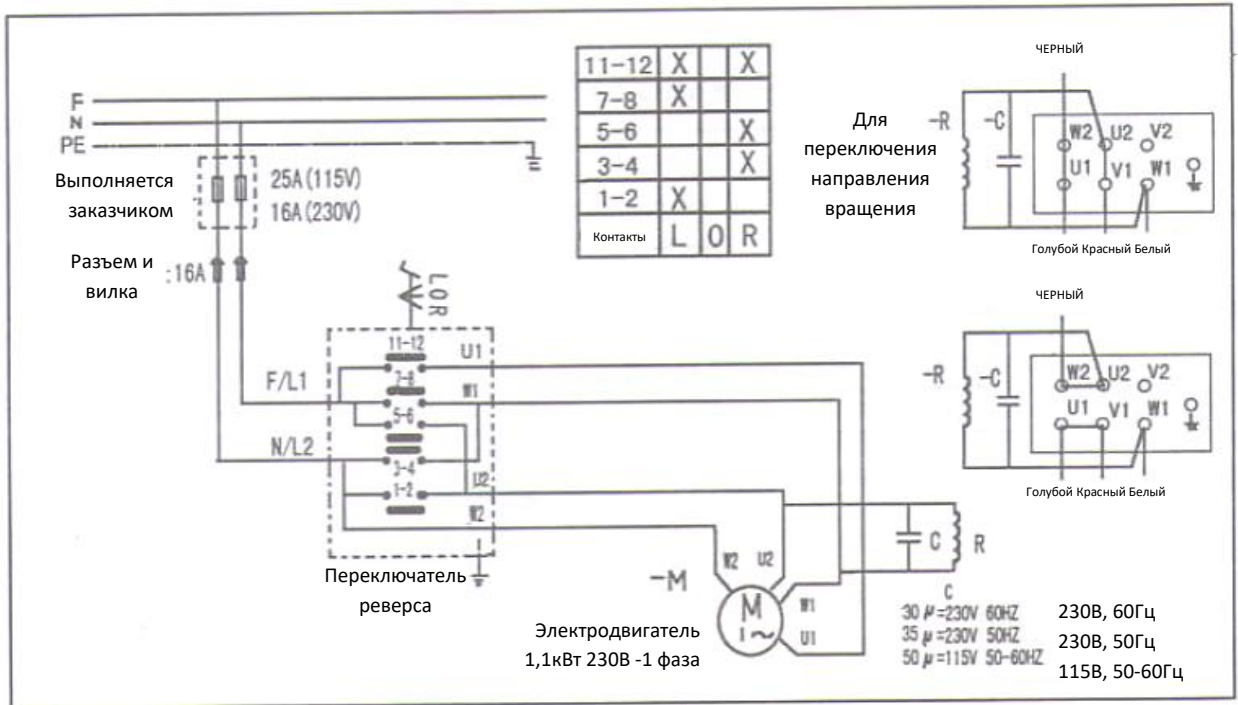 F
N
PE
Выполняется
заказчиком
25A(115V)
16A(230V)
Разъем и
вилка
:16A
11-12 X X
7-8 X
5-6 X
3-4 X
1-2 X
Контакты L O R
Для
переключения
направления
вращения
ЧЕРНЫЙ
-R
-C
W2 U2 V2
U1 V1 W1
Голубой Красный Белый
ЧЕРНЫЙ
-R
-C
W2 U2 V2
U1 V1 W1
Голубой Красный Белый
L O R
11-12
U1
7-8
W1
F/L1
5-6
N/L2
3-4
U2
1-2
W2
Переключатель
реверса
-M
W2 U2
M
1~
W1
U1
Электродвигатель
1,1кВт 230В -1 фаза
C
R
C
30 µ=230V 60HZ
35 µ=230V 50HZ
50 µ=115V 50-60HZ
230В, 60Гц
230В, 50Гц
115В, 50-60Гц